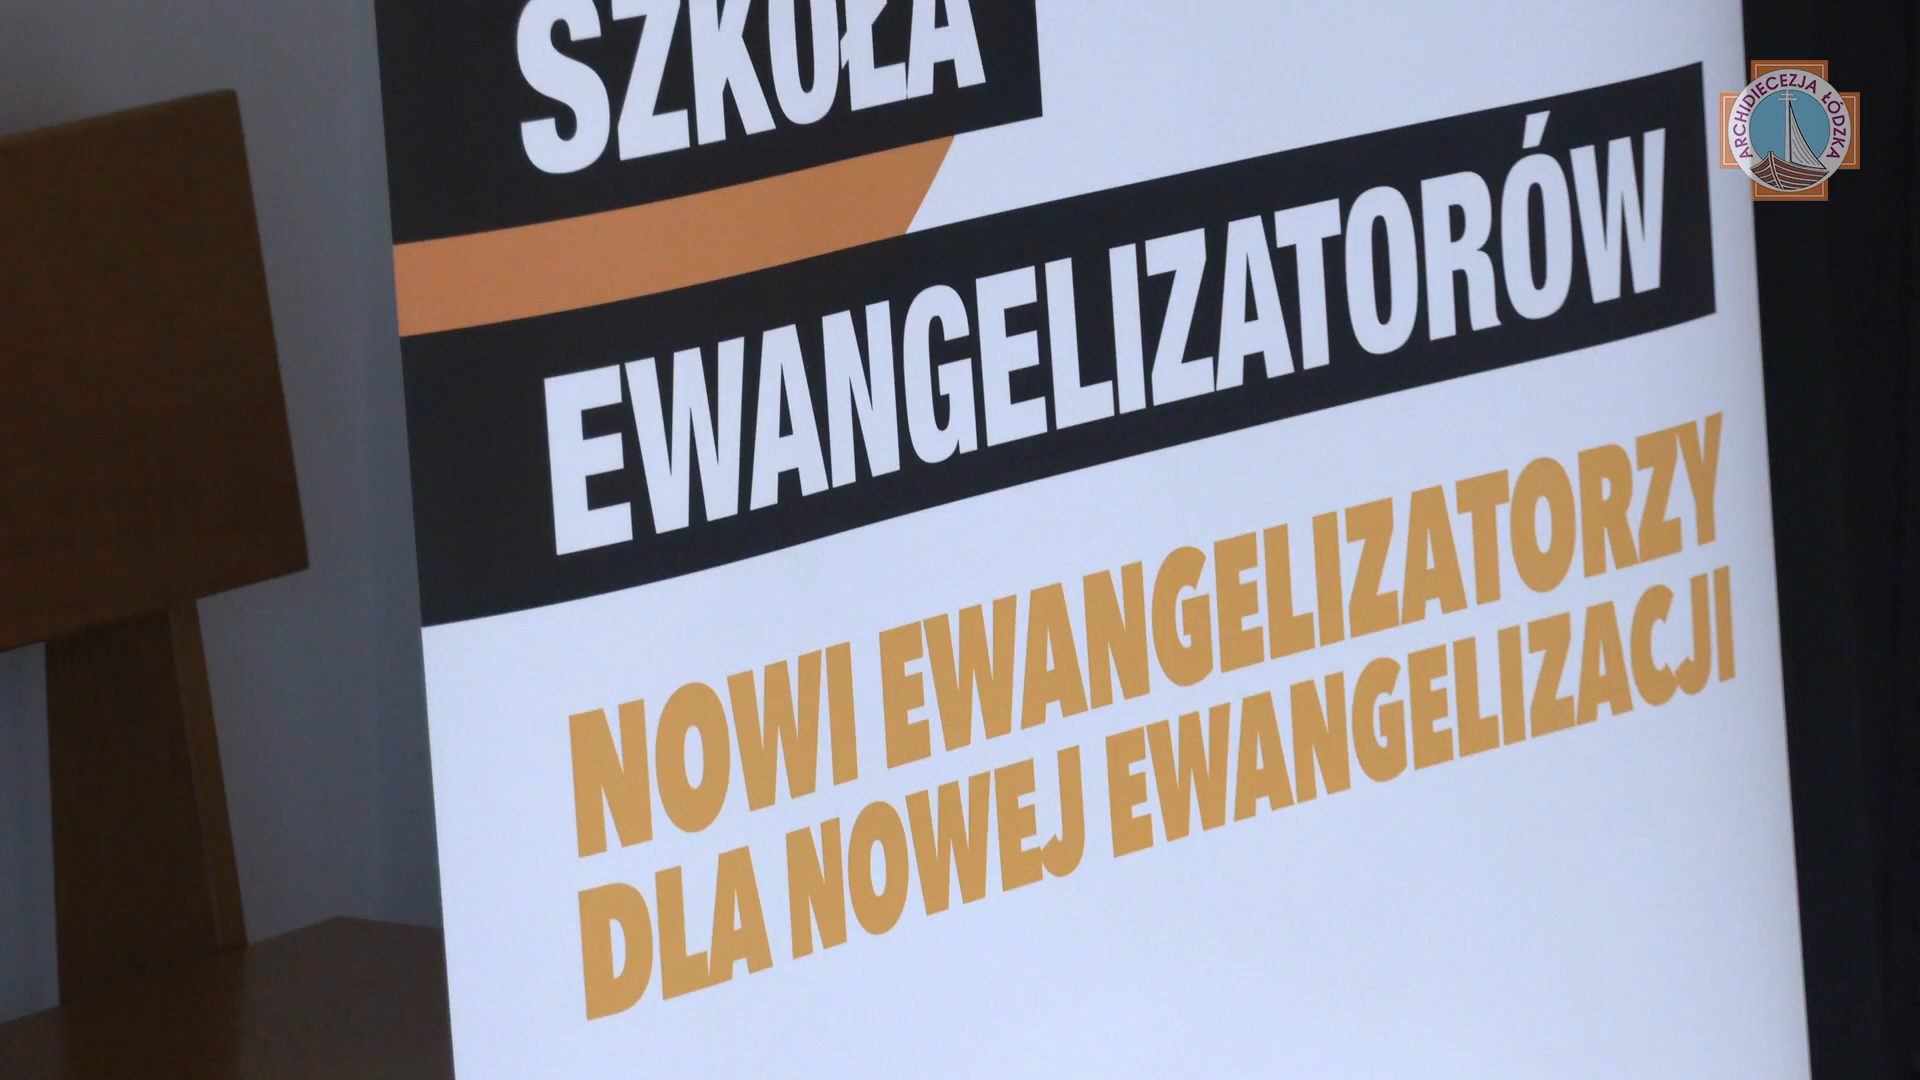 SZKOŁA
EWANGELIZATORÓW
NOWI EWANGELIZATORZY
DLA NOWEJ EWANGELIZACJI
ARCHIDIECEZJA ŁÓDZKA